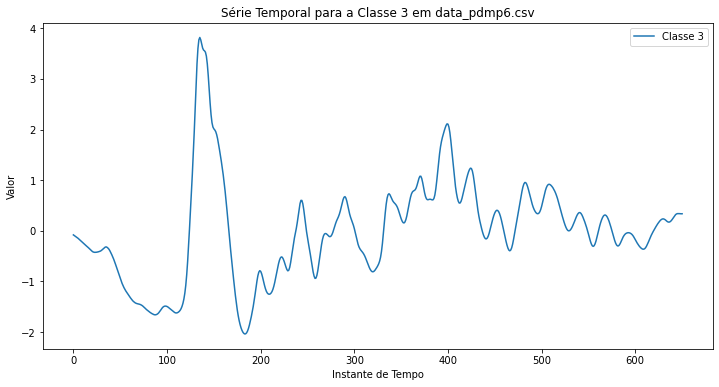 Série Temporal para a Classe 3 em data_pdmp6.csv
Classe 3
Valor
4
3
2
1
0
−1
−2
0 100 200 300 400 500 600
Instante de Tempo